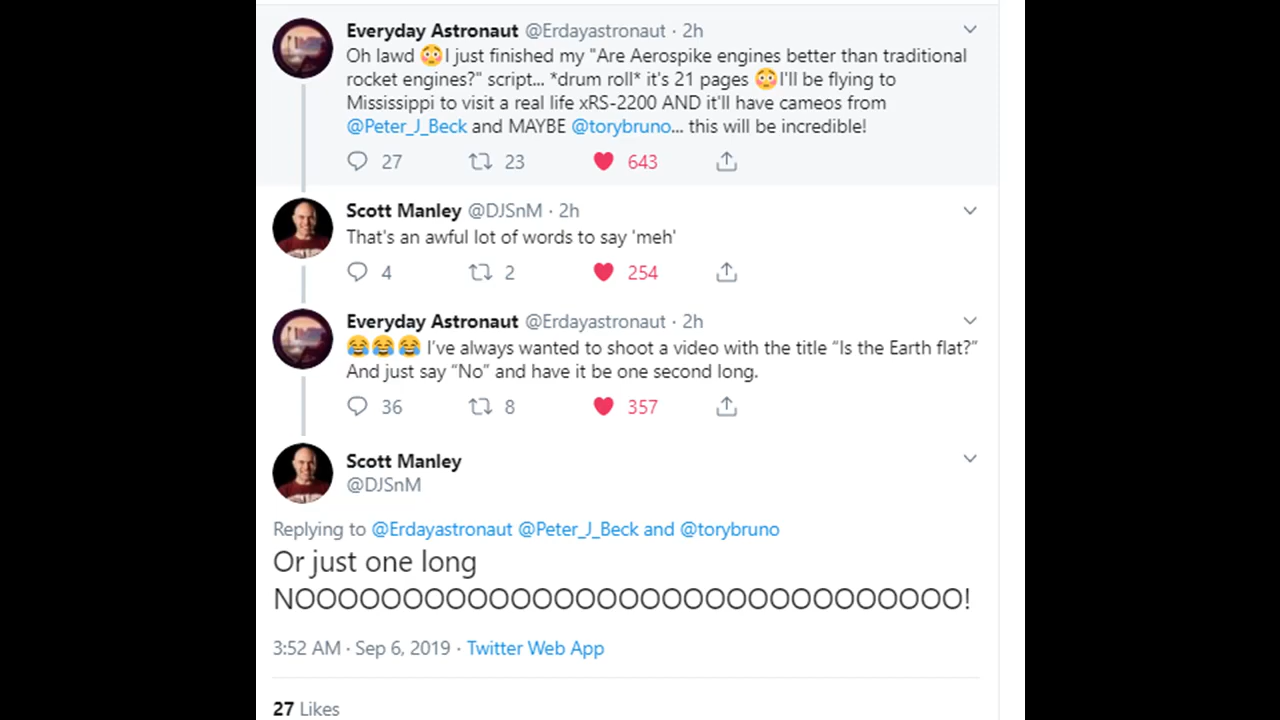 Everyday Astronaut @Erdayastronaut · 2h
Oh lawd 😳I just finished my "Are Aerospike engines better than traditional
rocket engines?" script... *drum roll* it's 21 pages 😳I'll be flying to
Mississippi to visit a real life xRS-2200 AND it'll have cameos from
@Peter_J_Beck and MAYBE @torybruno... this will be incredible!
27 23 643
Scott Manley @DJSnM · 2h
That's an awful lot of words to say 'meh'
4 2 254
Everyday Astronaut @Erdayastronaut · 2h
😂😂😂 I've always wanted to shoot a video with the title “Is the Earth flat?”
And just say “No” and have it be one second long.
36 8 357
Scott Manley
@DJSnM
Replying to @Erdayastronaut @Peter_J_Beck and @torybruno
Or just one long
NOOOOOOOOOOOOOOOOOOOOOOOOOOOOOOO!
3:52 AM · Sep 6, 2019 · Twitter Web App
27 Likes